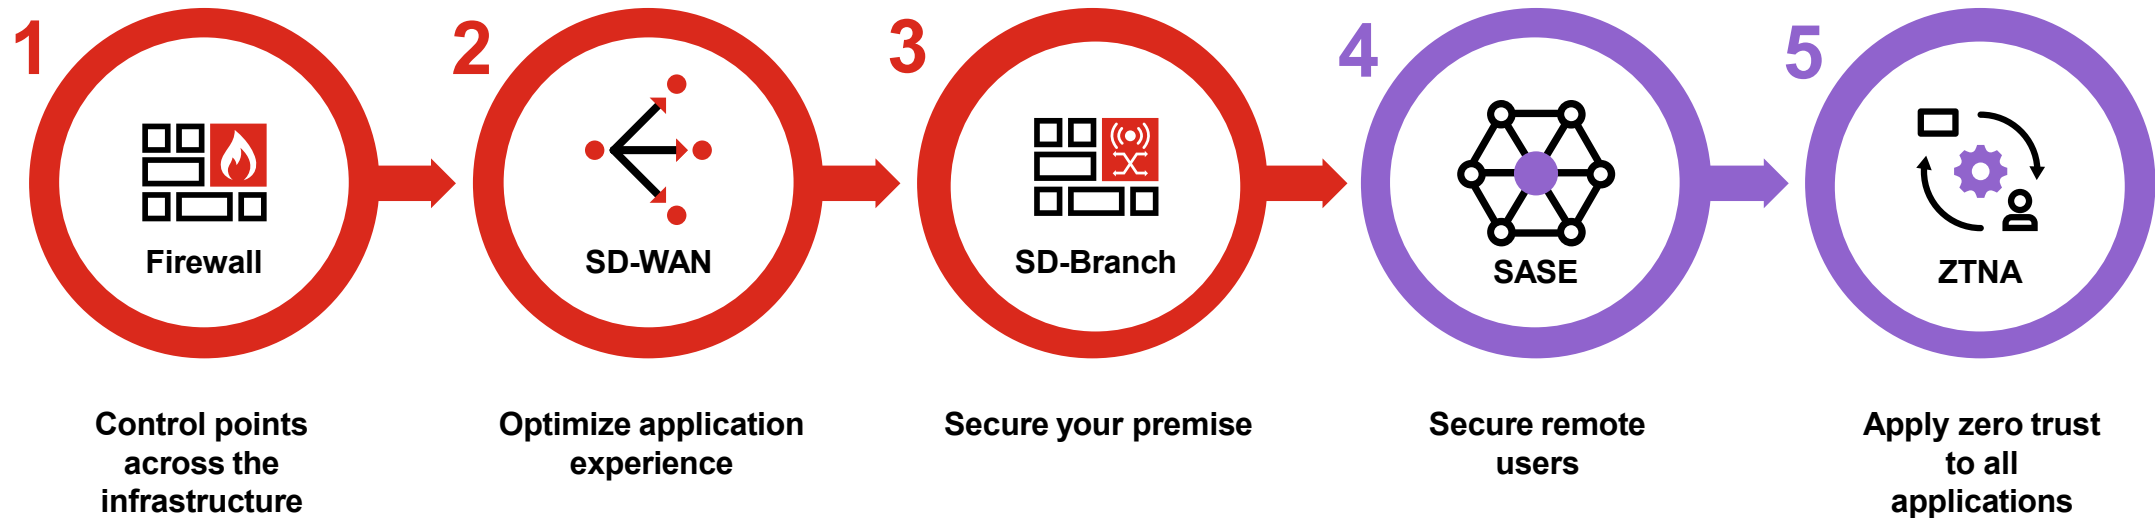 1
Firewall
Control points
across the
infrastructure
2
SD-WAN
Optimize application
experience
3
SD-Branch
Secure your premise
4
SASE
Secure remote
users
5
ZTNA
Apply zero trust
to all
applications